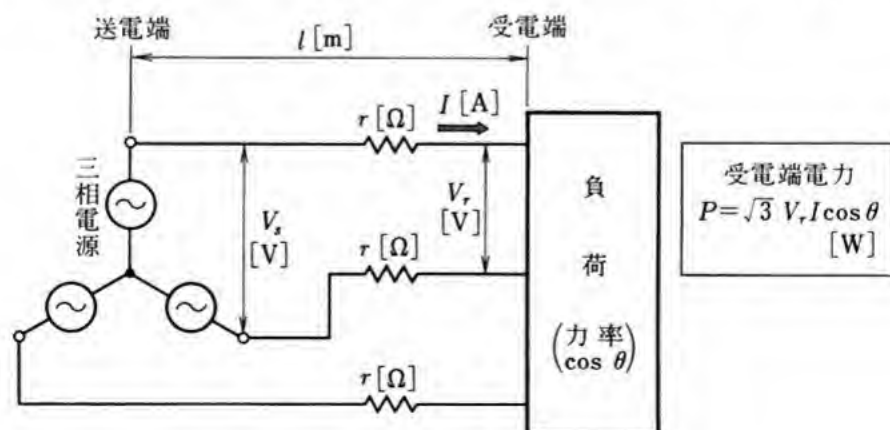 送電端
受電端
l[m]
I[A]
r[Ω]
三相電源
V_s
[V]
V_r
[V]
r[Ω]
r[Ω]
負
荷
(力率
cos θ)
受電端電力
P=√3 V_r I cos θ
[W]